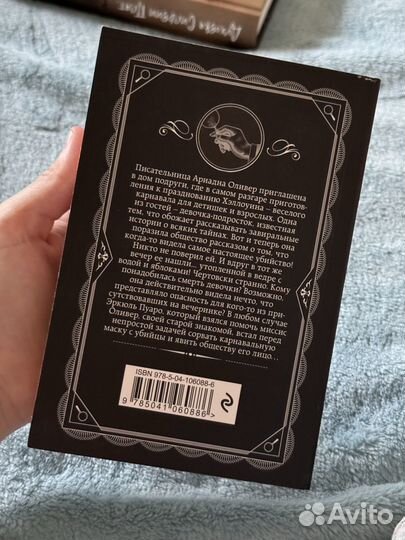 Писательница Ариадна Оливер приглашена
в дом подруги, где в самом разгаре приготов-
ления к празднованию Хэллоуина – веселого
карнавала для детишек и взрослых. Одна
из гостей – девочка-подросток, известная
тем, что обожает рассказывать завиральные
истории о всяких тайнах. Вот и теперь она
поразила общество рассказом о том, что
когда-то видела самое настоящее убийство!
Никто не поверил ей. И вдруг в тот же
вечер ее нашли... утопленной в ведре с
водой и яблоками! Чертовски странно. Кому
понадобилась смерть девочки? Возможно,
она действительно видела нечто, что
представляло опасность для кого-то из при-
сутствовавших на вечеринке? В любом случае
Эркюль Пуаро, который взялся помочь миссис
Оливер, своей старой знакомой, встал перед
непростой задачей сорвать карнавальную
маску с убийцы и явить обществу его лицо...
ISBN 978-5-04-106088-6
9 785041 060886 >
Avito